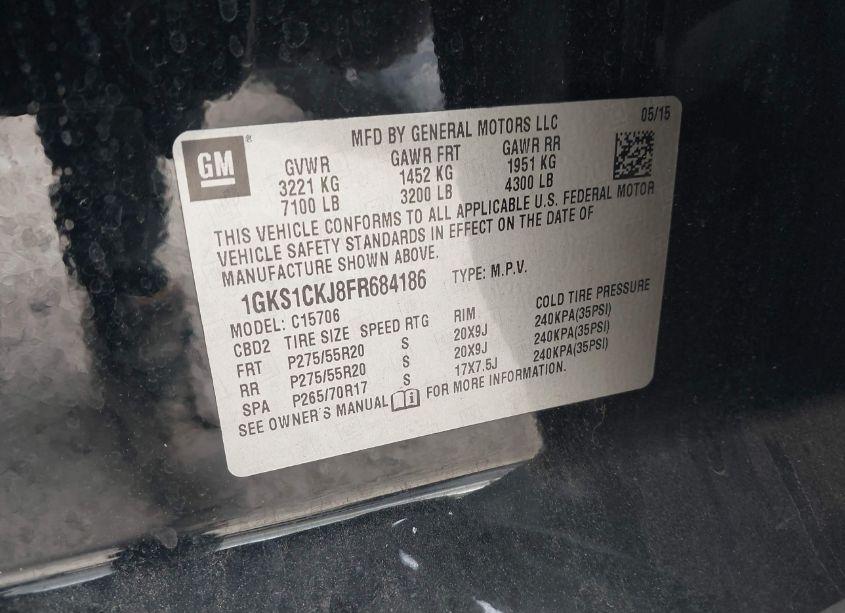 GM
MFD BY GENERAL MOTORS LLC 05/15
GVWR GAWR FRT GAWR RR
3221 KG 1452 KG 1951 KG
7100 LB 3200 LB 4300 LB
THIS VEHICLE CONFORMS TO ALL APPLICABLE U.S. FEDERAL MOTOR
VEHICLE SAFETY STANDARDS IN EFFECT ON THE DATE OF
MANUFACTURE SHOWN ABOVE.
1GKS1CKJ8FR684186 TYPE: M.P.V.
MODEL: C15706
CBD2 TIRE SIZE SPEED RTG RIM COLD TIRE PRESSURE
FRT P275/55R20 S 20X9J 240KPA(35PSI)
RR P275/55R20 S 20X9J 240KPA(35PSI)
SPA P265/70R17 S 17X7.5J 240KPA(35PSI)
SEE OWNER'S MANUAL FOR MORE INFORMATION.